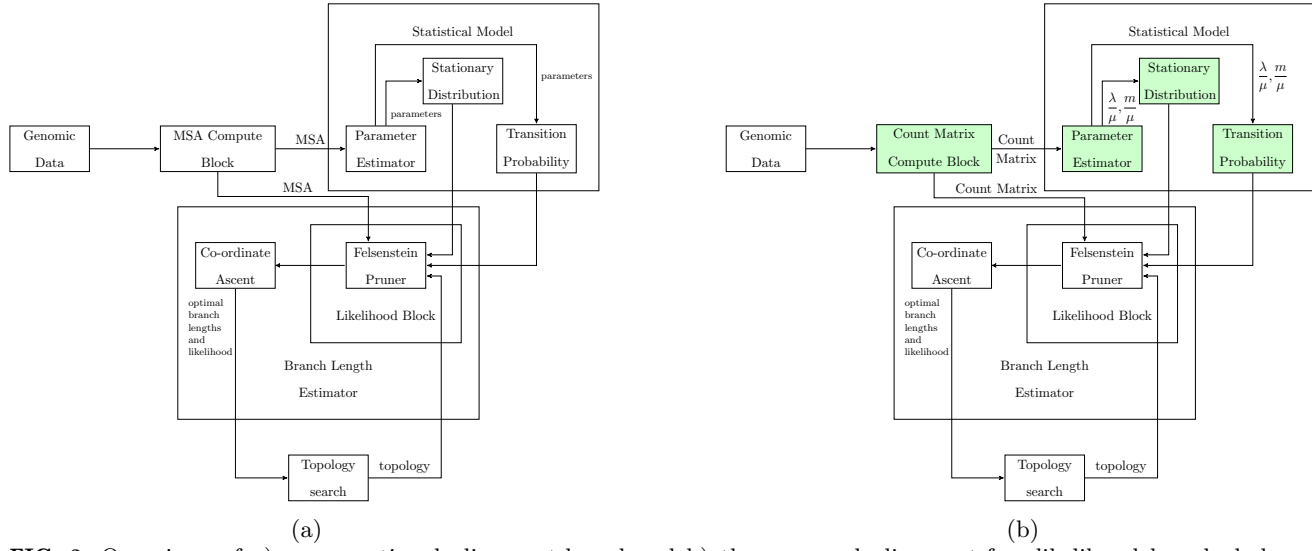 Statistical Model
Stationary
Distribution
parameters
parameters
Genomic
Data
MSA Compute
Block
MSA
Parameter
Estimator
Transition
Probability
MSA
Co-ordinate
Ascent
Felsenstein
Pruner
optimal
branch
lengths
and
likelihood
Likelihood Block
Branch Length
Estimator
Topology
search
topology
(a)
Statistical Model
Stationary
Distribution
λ/μ, m/μ
λ/μ, m/μ
Genomic
Data
Count Matrix
Compute Block
Count
Matrix
Parameter
Estimator
Transition
Probability
Count Matrix
Co-ordinate
Ascent
Felsenstein
Pruner
optimal
branch
lengths
and
likelihood
Likelihood Block
Branch Length
Estimator
Topology
search
topology
(b)